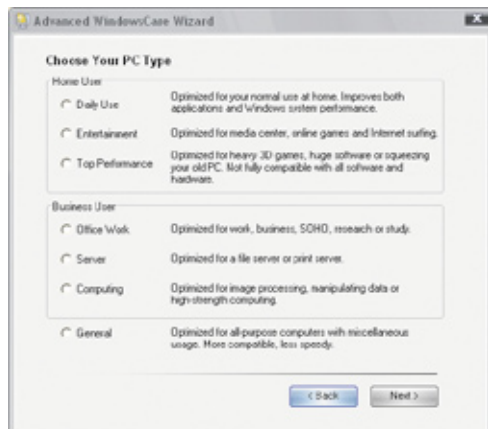 Advanced WindowsCare Wizard
Choose Your PC Type
Home User
Daily Use
Optimized for your normal use at home. Improves both
applications and Windows system performance.
Entertainment
Optimized for media center, online games and Internet surfing.
Top Performance
Optimized for heavy 3D games, huge software or squeezing
your old PC. Not fully compatible with all software and
hardware.
Business User
Office Work
Optimized for work, business, SOHO, research or study.
Server
Optimized for a file server or print server.
Computing
Optimized for image processing, manipulating data or
high-strength computing.
General
Optimized for all-purpose computers with miscellaneous
usage. More compatible, less speedy.
< Back
Next >